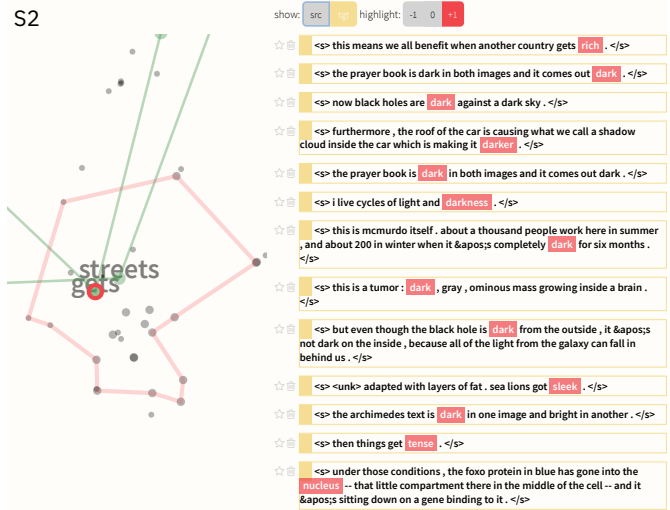 S2
show: src highlight: -1 0 +1
streets
gets
<s> this means we all benefit when another country gets rich . </s>
<s> the prayer book is dark in both images and it comes out dark . </s>
<s> now black holes are dark against a dark sky . </s>
<s> furthermore , the roof of the car is causing what we call a shadow
cloud inside the car which is making it darker . </s>
<s> the prayer book is dark in both images and it comes out dark . </s>
<s> i live cycles of light and darkness . </s>
<s> this is mcmurdo itself . about a thousand people work here in summer
, and about 200 in winter when it &apos;s completely dark for six months .
</s>
<s> this is a tumor : dark , gray , ominous mass growing inside a brain .
</s>
<s> but even though the black hole is dark from the outside , it &apos;s
not dark on the inside , because all of the light from the galaxy can fall in
behind us . </s>
<s> <unk> adapted with layers of fat . sea lions got sleek . </s>
<s> the archimedes text is dark in one image and bright in another . </s>
<s> then things get tense . </s>
<s> under those conditions , the foxo protein in blue has gone into the
nucleus -- that little compartment there in the middle of the cell -- and it
&apos;s sitting down on a gene binding to it . </s>